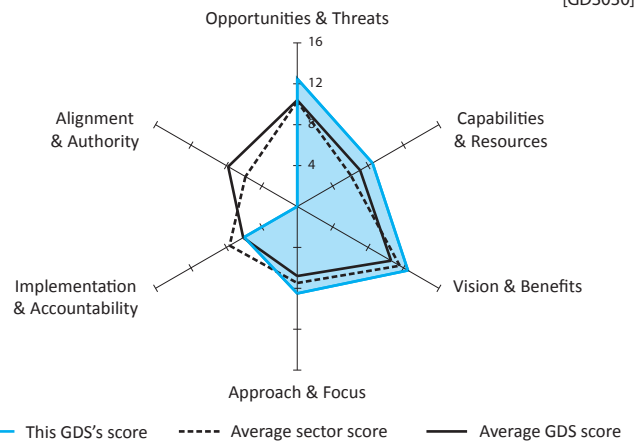 [GDS030]
Opportunities & Threats
16
12
8
4
Capabilities
& Resources
Vision & Benefits
Approach & Focus
Implementation
& Accountability
Alignment
& Authority
This GDS's score
Average sector score
Average GDS score